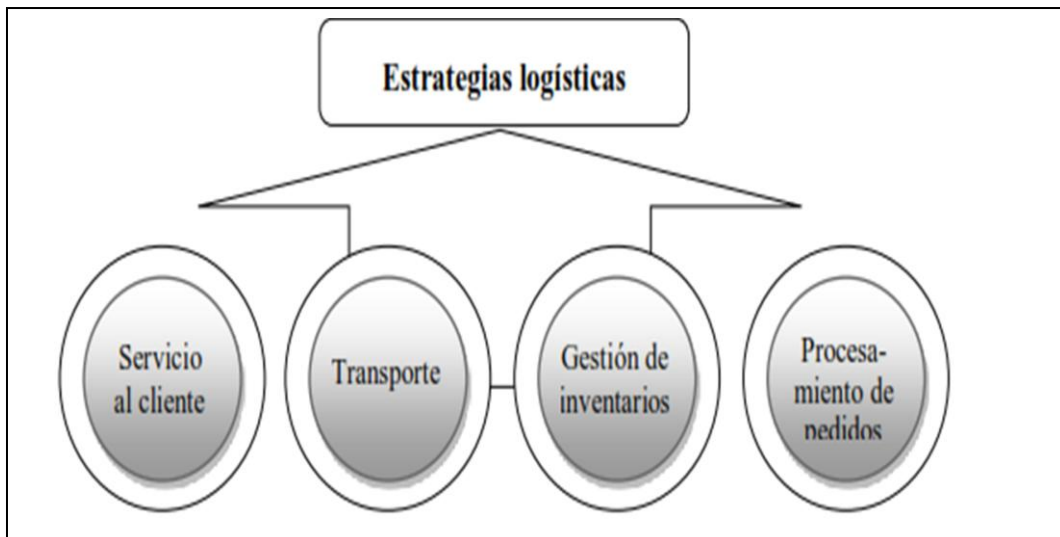 Estrategias logísticas
Servicio
al cliente
Transporte
Gestión de
inventarios
Procesa-
miento de
pedidos